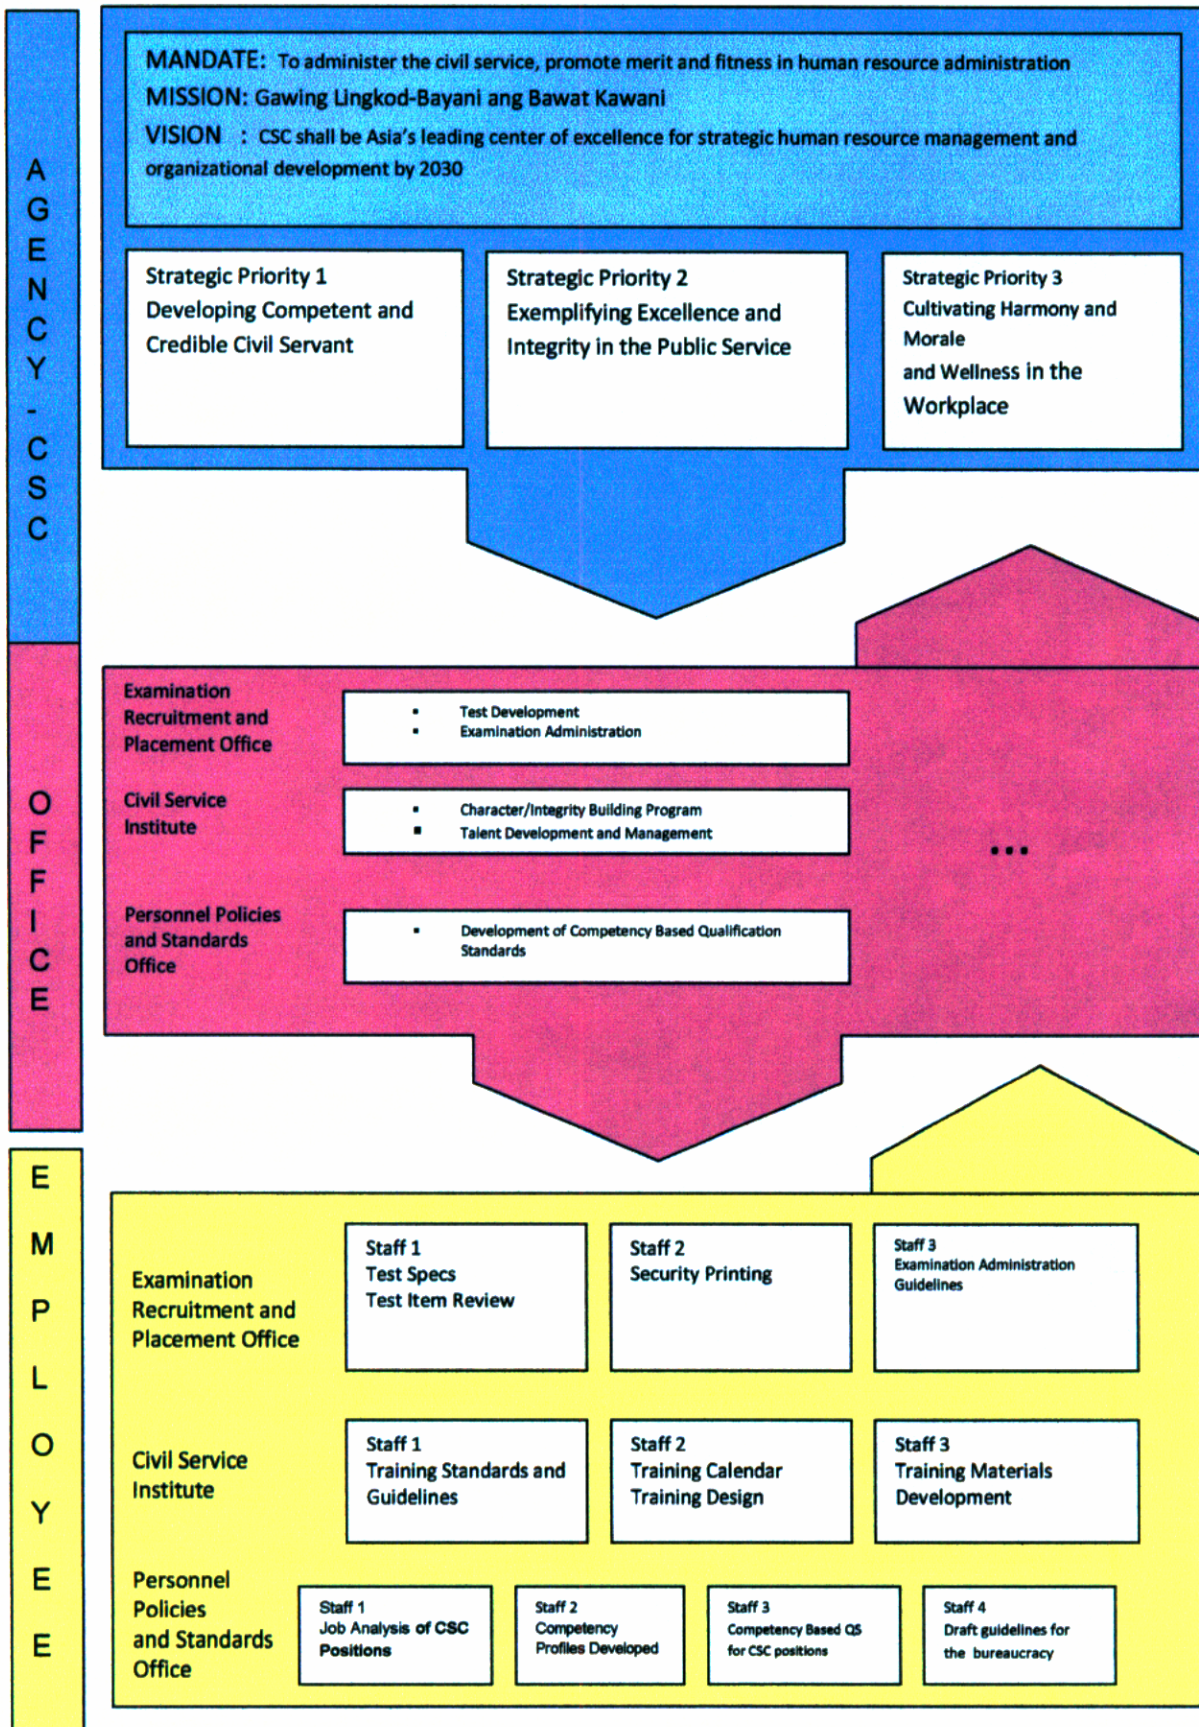 AGENCY-CSC
MANDATE: To administer the civil service, promote merit and fitness in human resource administration
MISSION: Gawing Lingkod-Bayani ang Bawat Kawani
VISION : CSC shall be Asia's leading center of excellence for strategic human resource management and
organizational development by 2030
Strategic Priority 1
Developing Competent and
Credible Civil Servant
Strategic Priority 2
Exemplifying Excellence and
Integrity in the Public Service
Strategic Priority 3
Cultivating Harmony and
Morale
and Wellness in the
Workplace
OFFICE
Examination
Recruitment and
Placement Office
▪ Test Development
▪ Examination Administration
Civil Service
Institute
▪ Character/Integrity Building Program
▪ Talent Development and Management
...
Personnel Policies
and Standards
Office
▪ Development of Competency Based Qualification
Standards
EMPLOYEE
Examination
Recruitment and
Placement Office
Staff 1
Test Specs
Test Item Review
Staff 2
Security Printing
Staff 3
Examination Administration
Guidelines
Civil Service
Institute
Staff 1
Training Standards and
Guidelines
Staff 2
Training Calendar
Training Design
Staff 3
Training Materials
Development
Personnel
Policies
and Standards
Office
Staff 1
Job Analysis of CSC
Positions
Staff 2
Competency
Profiles Developed
Staff 3
Competency Based QS
for CSC positions
Staff 4
Draft guidelines for
the bureaucracy